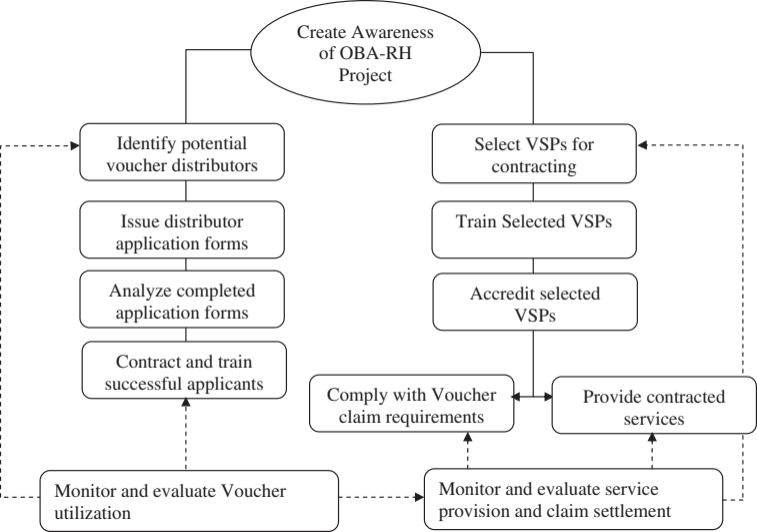 Create Awareness
of OBA-RH
Project
Identify potential
voucher distributors
Issue distributor
application forms
Analyze completed
application forms
Contract and train
successful applicants
Select VSPs for
contracting
Train Selected VSPs
Accredit selected
VSPs
Comply with Voucher
claim requirements
Provide contracted
services
Monitor and evaluate Voucher
utilization
Monitor and evaluate service
provision and claim settlement